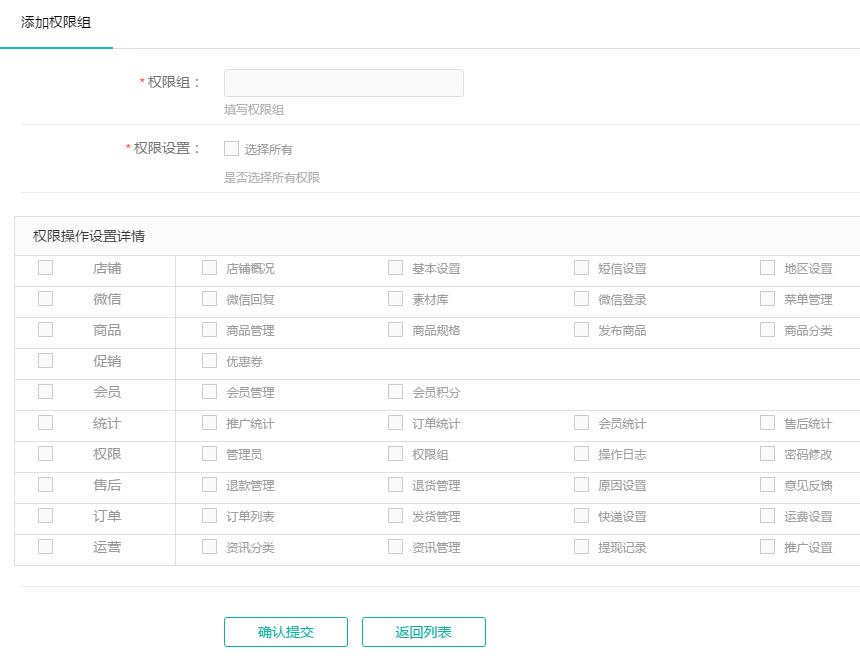 添加权限组
*权限组：
填写权限组
*权限设置： 选择所有
是否选择所有权限
权限操作设置详情
店铺 店铺概况 基本设置 短信设置 地区设置
微信 微信回复 素材库 微信登录 菜单管理
商品 商品管理 商品规格 发布商品 商品分类
促销 优惠券
会员 会员管理 会员积分
统计 推广统计 订单统计 会员统计 售后统计
权限 管理员 权限组 操作日志 密码修改
售后 退款管理 退货管理 原因设置 意见反馈
订单 订单列表 发货管理 快递设置 运费设置
运营 资讯分类 资讯管理 提现记录 推广设置
确认提交 返回列表